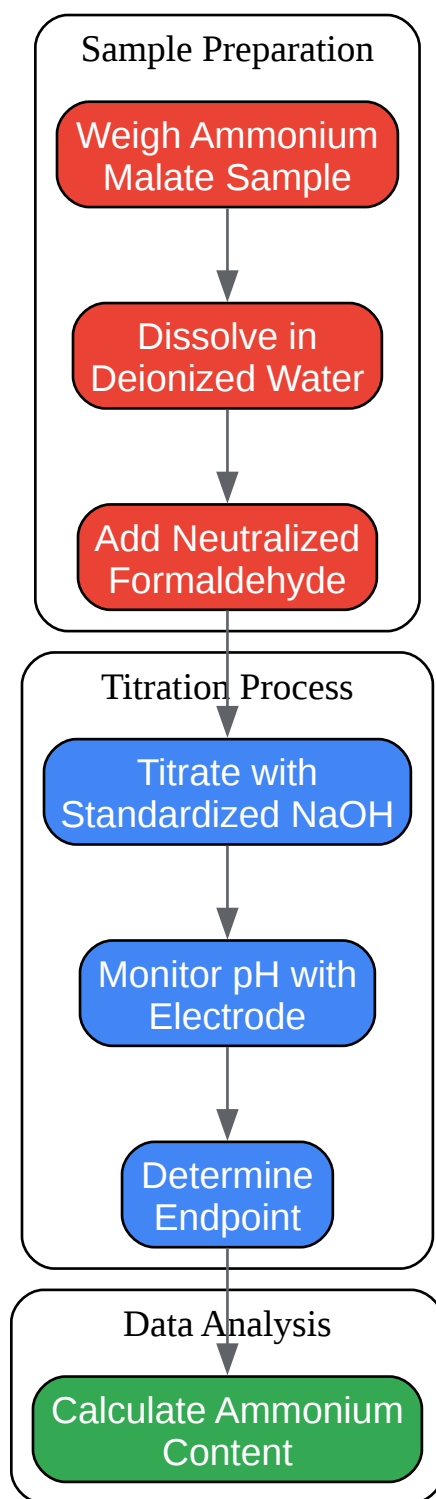 Sample Preparation
Weigh Ammonium
Malate Sample
Dissolve in
Deionized Water
Add Neutralized
Formaldehyde
Titration Process
Titrate with
Standardized NaOH
Monitor pH with
Electrode
Determine
Endpoint
Data Analysis
Calculate Ammonium
Content